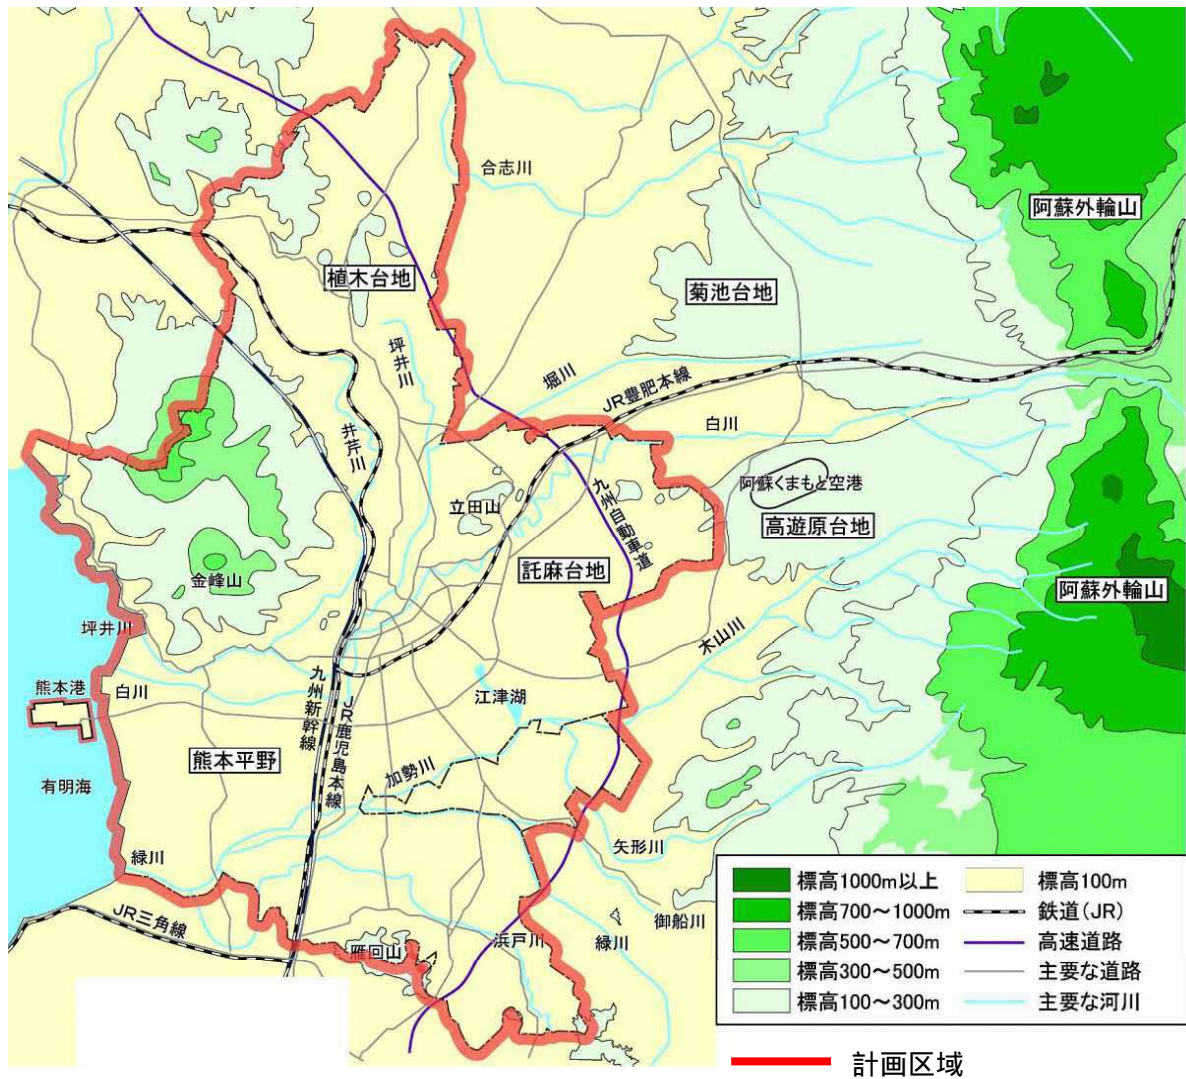 合志川
阿蘇外輪山
植木台地
菊池台地
坪井川
堀川
JR豊肥本線
井芹川
白川
立田山
九州自動車道
阿蘇くまもと空港
高遊原台地
託麻台地
金峰山
阿蘇外輪山
坪井川
木山川
熊本港
白川
九州新幹線
JR鹿児島本線
江津湖
熊本平野
加勢川
有明海
緑川
矢形川
JR三角線
雁回山
浜戸川
緑川
御船川
標高1000m以上
標高700～1000m
標高500～700m
標高300～500m
標高100～300m
標高100m
鉄道(JR)
高速道路
主要な道路
主要な河川
計画区域